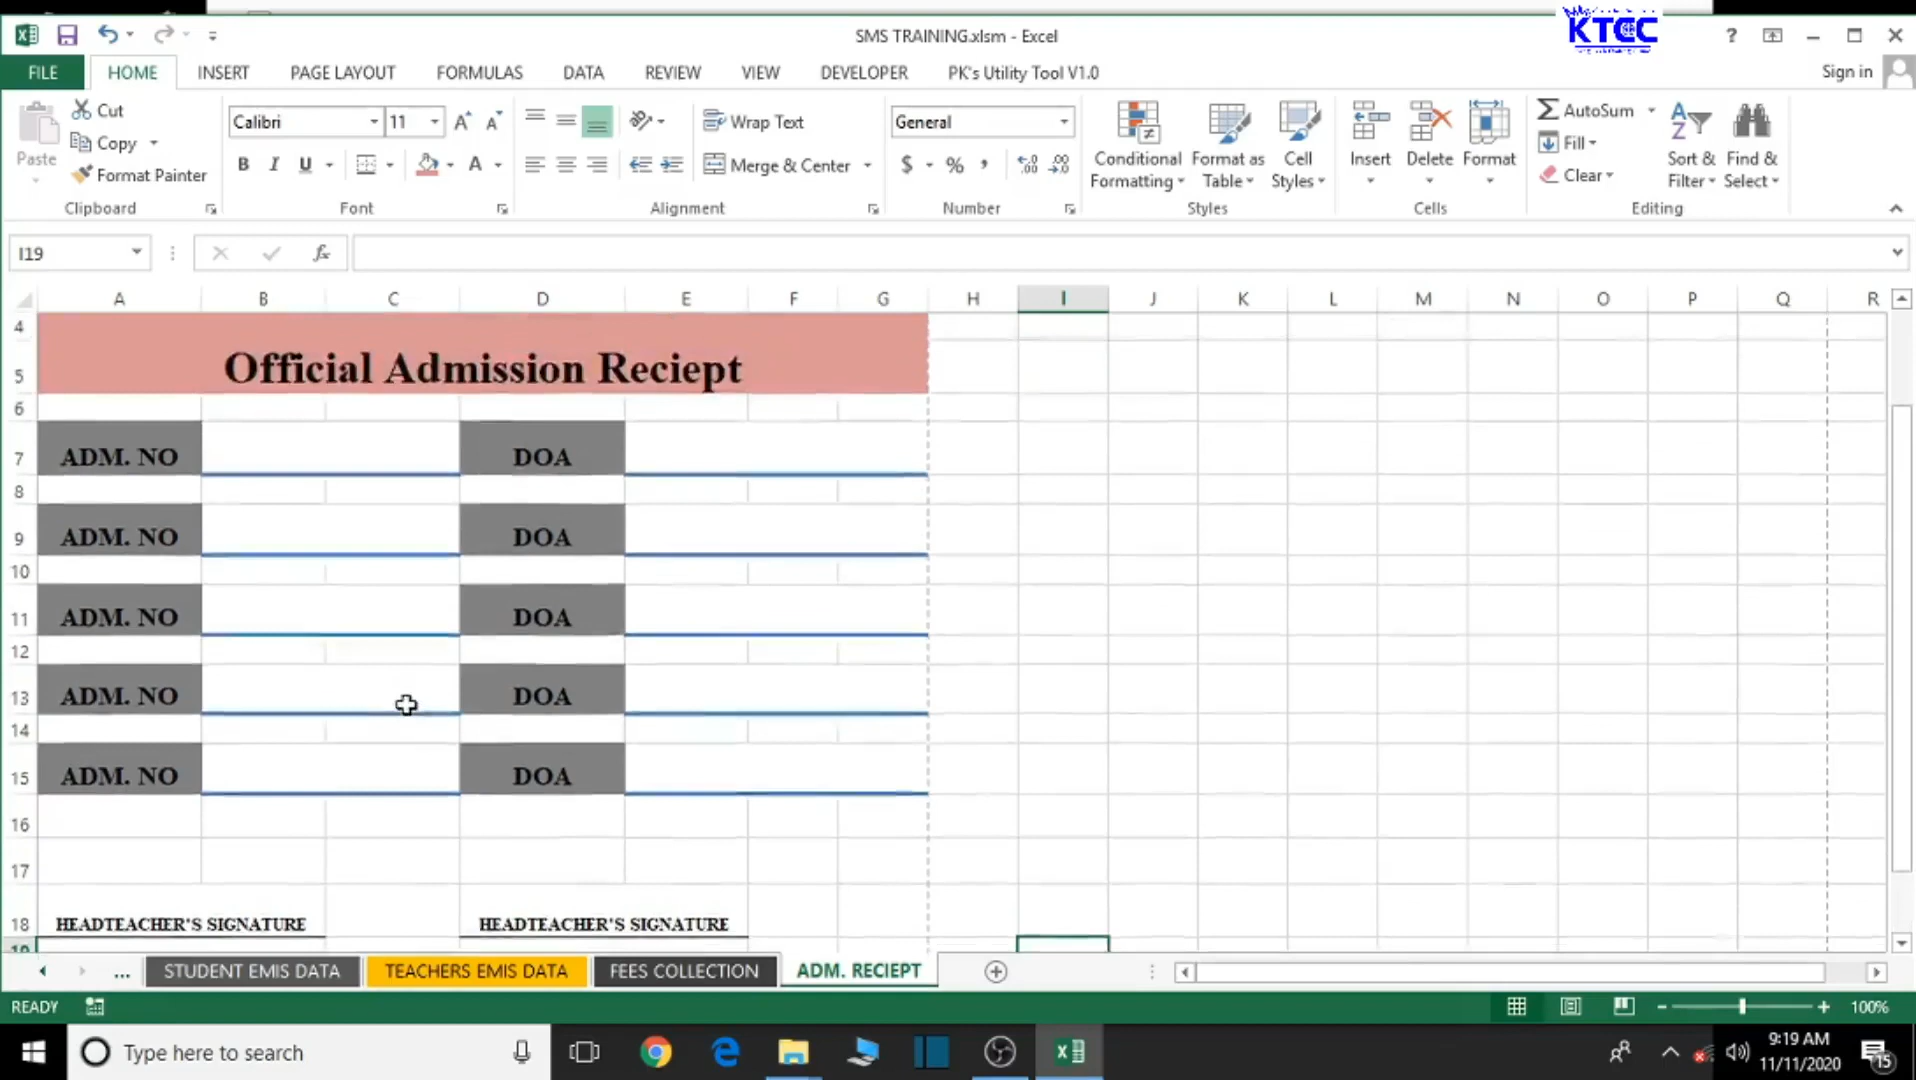 KTCC
SMS TRAINING.xlsm - Excel
FILE HOME INSERT PAGE LAYOUT FORMULAS DATA REVIEW VIEW DEVELOPER PK's Utility Tool V1.0 Sign in
Cut
Copy
Format Painter
Paste
Clipboard
Calibri 11
B I U A
Font
Wrap Text
Merge & Center
Alignment
General
$ % ,
Number
Conditional Formatting
Format as Table
Cell Styles
Styles
Insert
Delete
Format
Cells
AutoSum
Fill
Clear
Sort & Filter
Find & Select
Editing
I19 fx
A B C D E F G H I J K L M N O P Q R
4
5 Official Admission Reciept
6
7 ADM. NO DOA
8
9 ADM. NO DOA
10
11 ADM. NO DOA
12
13 ADM. NO DOA
14
15 ADM. NO DOA
16
17
18 HEADTEACHER'S SIGNATURE HEADTEACHER'S SIGNATURE
19
... STUDENT EMIS DATA TEACHERS EMIS DATA FEES COLLECTION ADM. RECIEPT
READY 100%
Type here to search
9:19 AM
11/11/2020
15